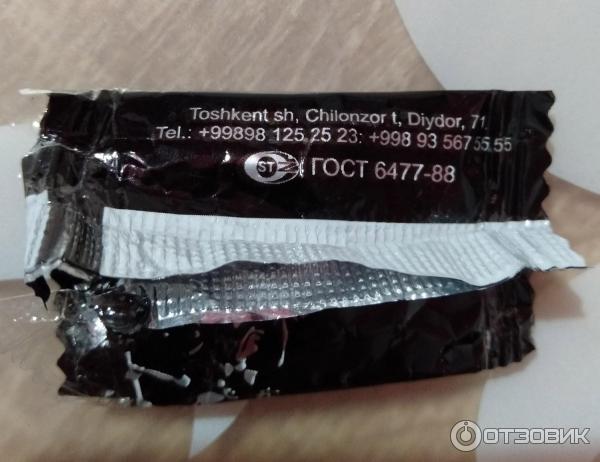 Toshkent sh, Chilonzor t, Diydor, 71
Tel.: +99898 125 25 23: +998 93 567 55 55
ST ГОСТ 6477-88
ОТЗОВИК